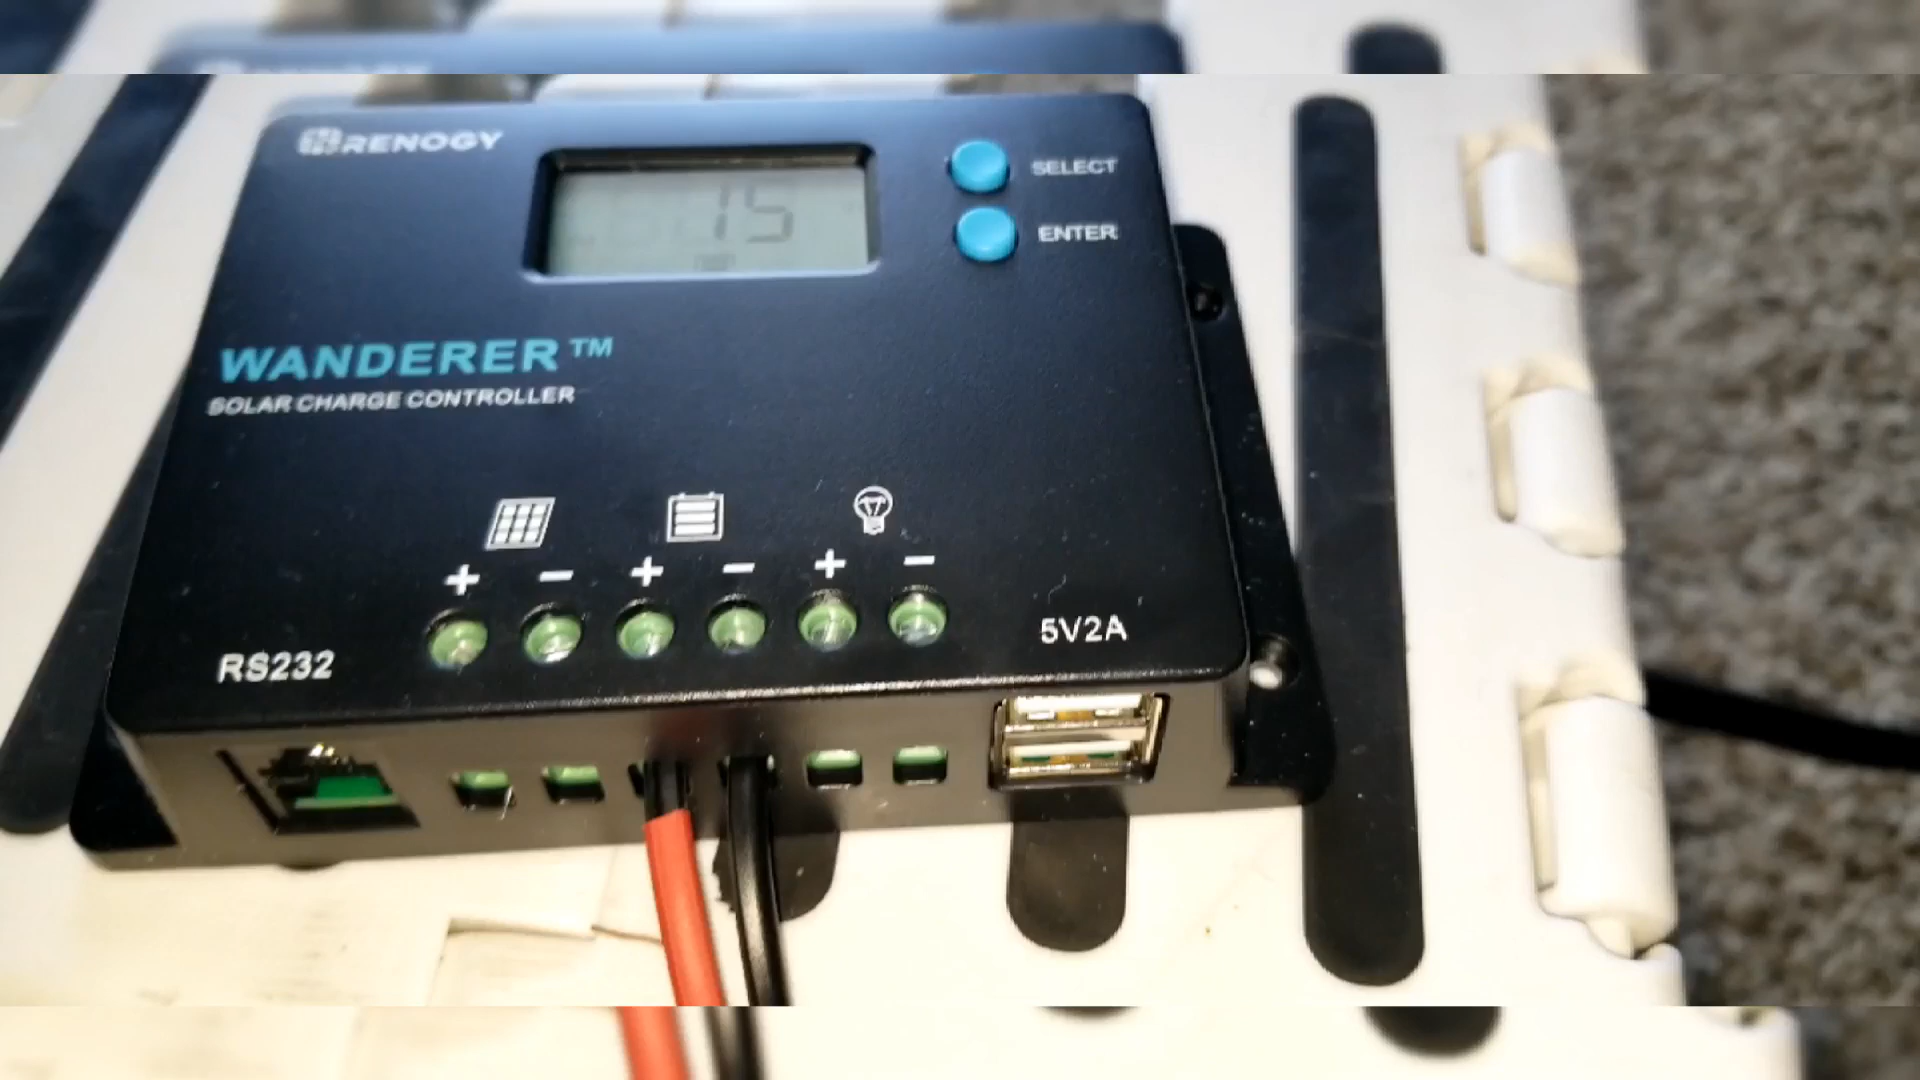 RENOGY
15
SELECT
ENTER
WANDERER™
SOLAR CHARGE CONTROLLER
+ − + − + −
RS232
5V2A